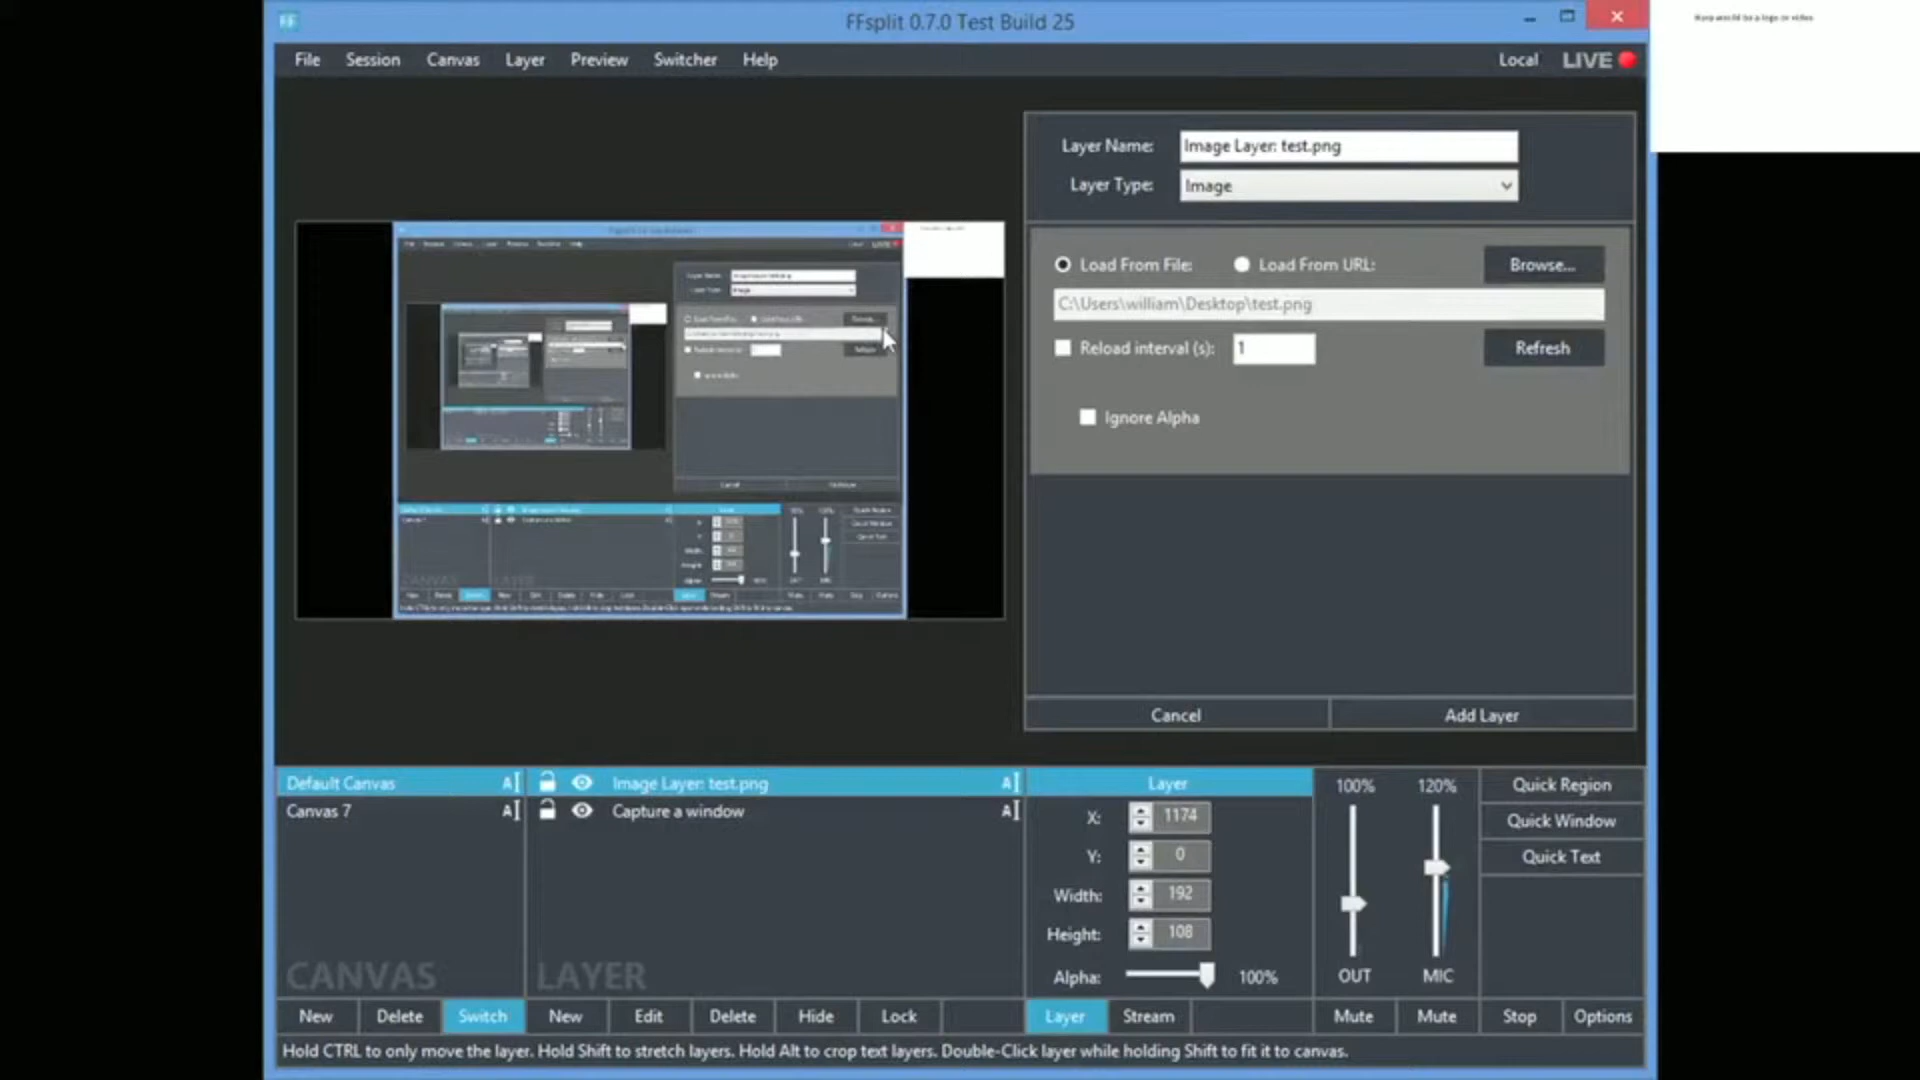 FF
FFsplit 0.7.0 Test Build 25
File Session Canvas Layer Preview Switcher Help Local LIVE
Layer Name: Image Layer: test.png
Layer Type: Image
Load From File: Load From URL: Browse...
C:\Users\william\Desktop\test.png
Reload interval (s): 1 Refresh
Ignore Alpha
Cancel Add Layer
Default Canvas A
Canvas 7 A
CANVAS
Image Layer: test.png A
Capture a window A
LAYER
Layer
X: 1174
Y: 0
Width: 192
Height: 108
Alpha: 100%
100% 120%
OUT MIC
Quick Region
Quick Window
Quick Text
New Delete Switch New Edit Delete Hide Lock Layer Stream Mute Mute Stop Options
Hold CTRL to only move the layer. Hold Shift to stretch layers. Hold Alt to crop text layers. Double-Click layer while holding Shift to fit it to canvas.